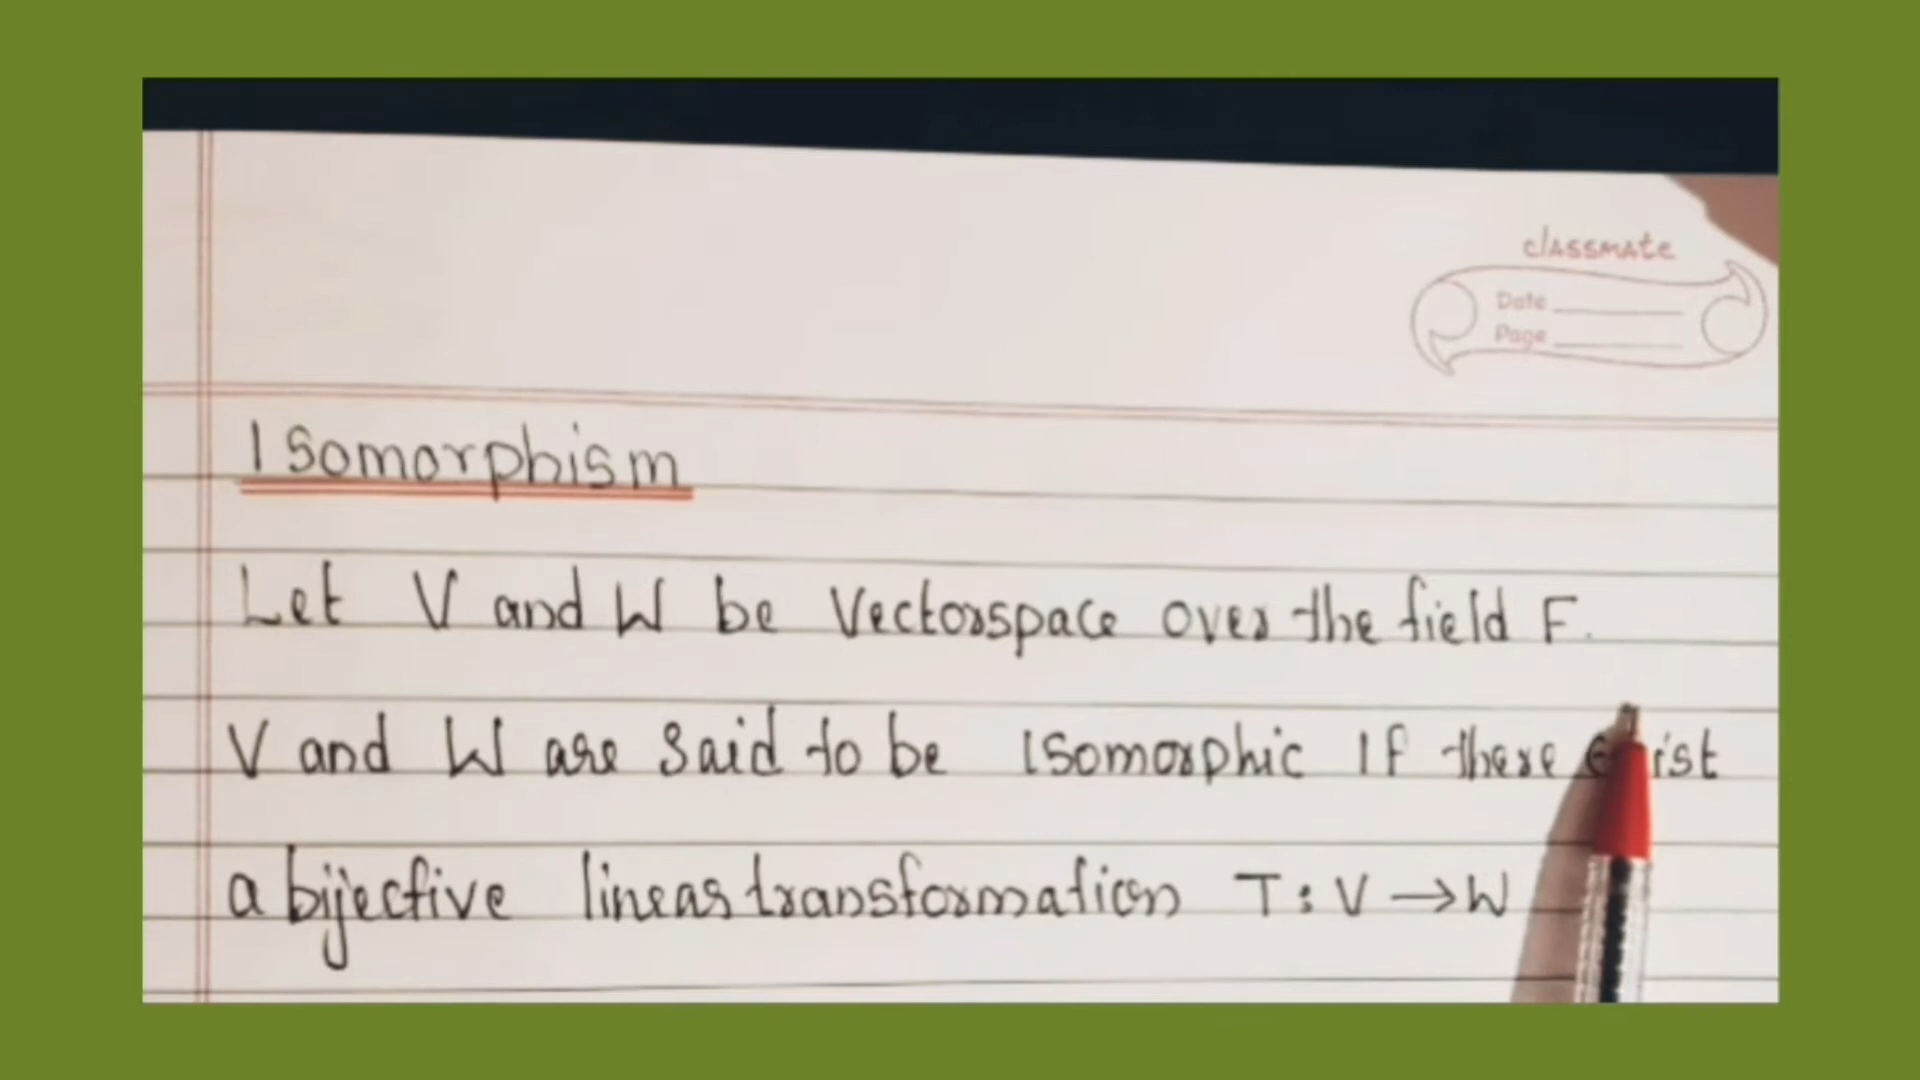 classmate
Date
Page
Isomorphism
Let V and W be Vectorspace over the field F.
V and W are said to be Isomorphic If there exist
a bijective linear transformation T : V → W